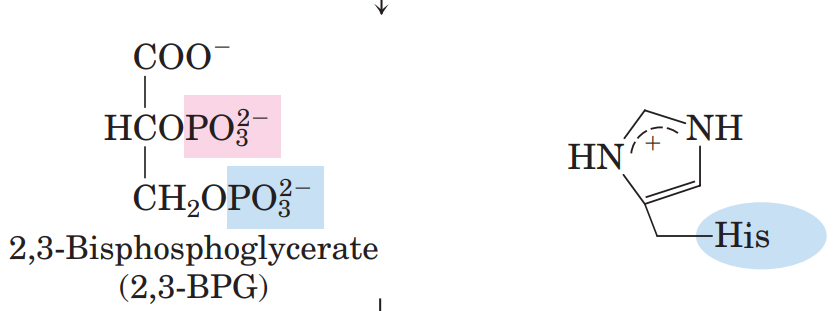 COO⁻
HCOPO₃²⁻
CH₂OPO₃²⁻
2,3-Bisphosphoglycerate
(2,3-BPG)
NH
HN
+
His